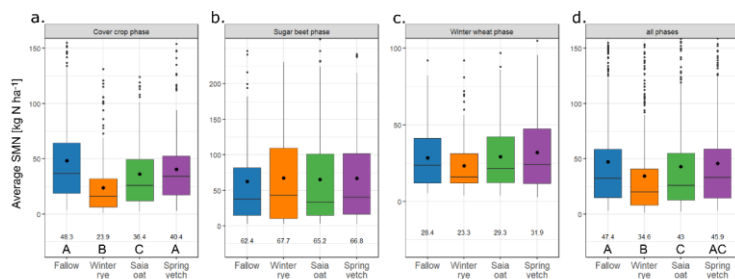 a.
Cover crop phase
Average SMN [kg N ha⁻¹]
150
100
50
0
48.3 23.9 36.4 40.4
A B C A
Fallow Winter rye Saia oat Spring vetch
b.
Sugar beet phase
200
150
100
50
0
62.4 67.7 65.2 66.8
Fallow Winter rye Saia oat Spring vetch
c.
Winter wheat phase
100
50
0
28.4 23.3 29.3 31.9
Fallow Winter rye Saia oat Spring vetch
d.
all phases
150
100
50
0
47.4 34.6 43 45.9
A B C AC
Fallow Winter rye Saia oat Spring vetch